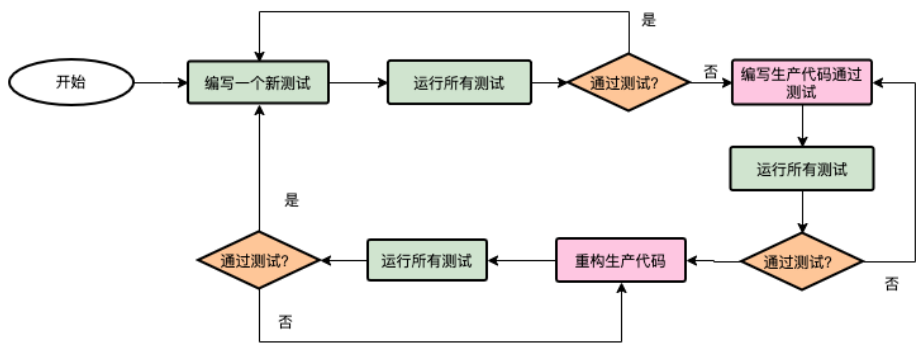 是
开始
编写一个新测试
运行所有测试
通过测试?
否
编写生产代码通过
测试
运行所有测试
是
通过测试?
运行所有测试
重构生产代码
通过测试?
否
否